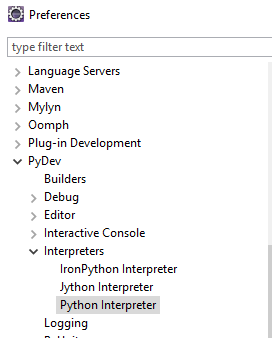 Preferences
type filter text
Language Servers
Maven
Mylyn
Oomph
Plug-in Development
PyDev
Builders
Debug
Editor
Interactive Console
Interpreters
IronPython Interpreter
Jython Interpreter
Python Interpreter
Logging